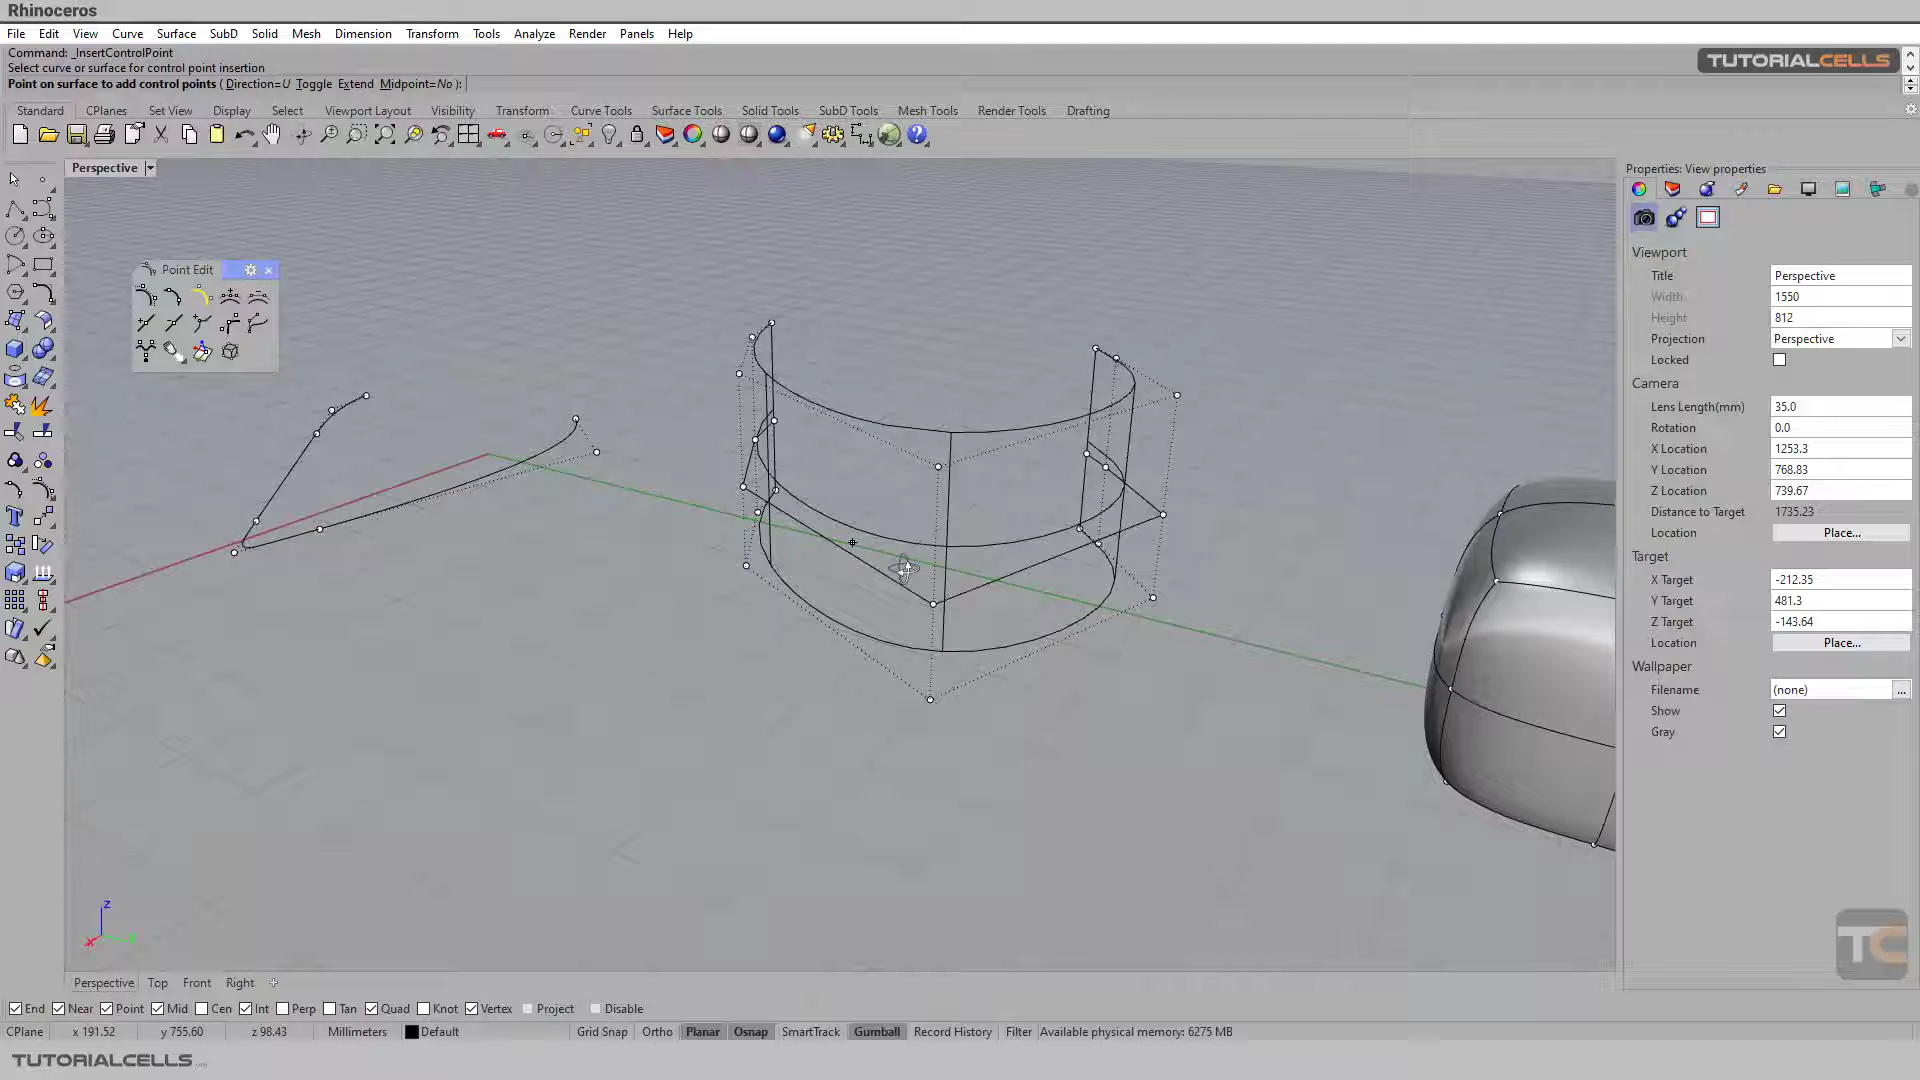 Rhinoceros
File Edit View Curve Surface SubD Solid Mesh Dimension Transform Tools Analyze Render Panels Help
Command: _InsertControlPoint
Select curve or surface for control point insertion
Point on surface to add control points ( Direction=U Toggle Extend Midpoint=No ):
TUTORIALCELLS
Standard CPlanes Set View Display Select Viewport Layout Visibility Transform Curve Tools Surface Tools Solid Tools SubD Tools Mesh Tools Render Tools Drafting
Perspective
Properties: View properties
Point Edit
Viewport
Title Perspective
Width 1550
Height 812
Projection Perspective
Locked
Camera
Lens Length(mm) 35.0
Rotation 0.0
X Location 1253.3
Y Location 768.83
Z Location 739.67
Distance to Target 1735.23
Location Place...
Target
X Target -212.35
Y Target 481.3
Z Target -143.64
Location Place...
Wallpaper
Filename (none) ...
Show
Gray
z
x
y
TC
Perspective Top Front Right
End Near Point Mid Cen Int Perp Tan Quad Knot Vertex Project Disable
CPlane x 191.52 y 755.60 z 98.43 Millimeters Default Grid Snap Ortho Planar Osnap SmartTrack Gumball Record History Filter Available physical memory: 6275 MB
TUTORIALCELLS